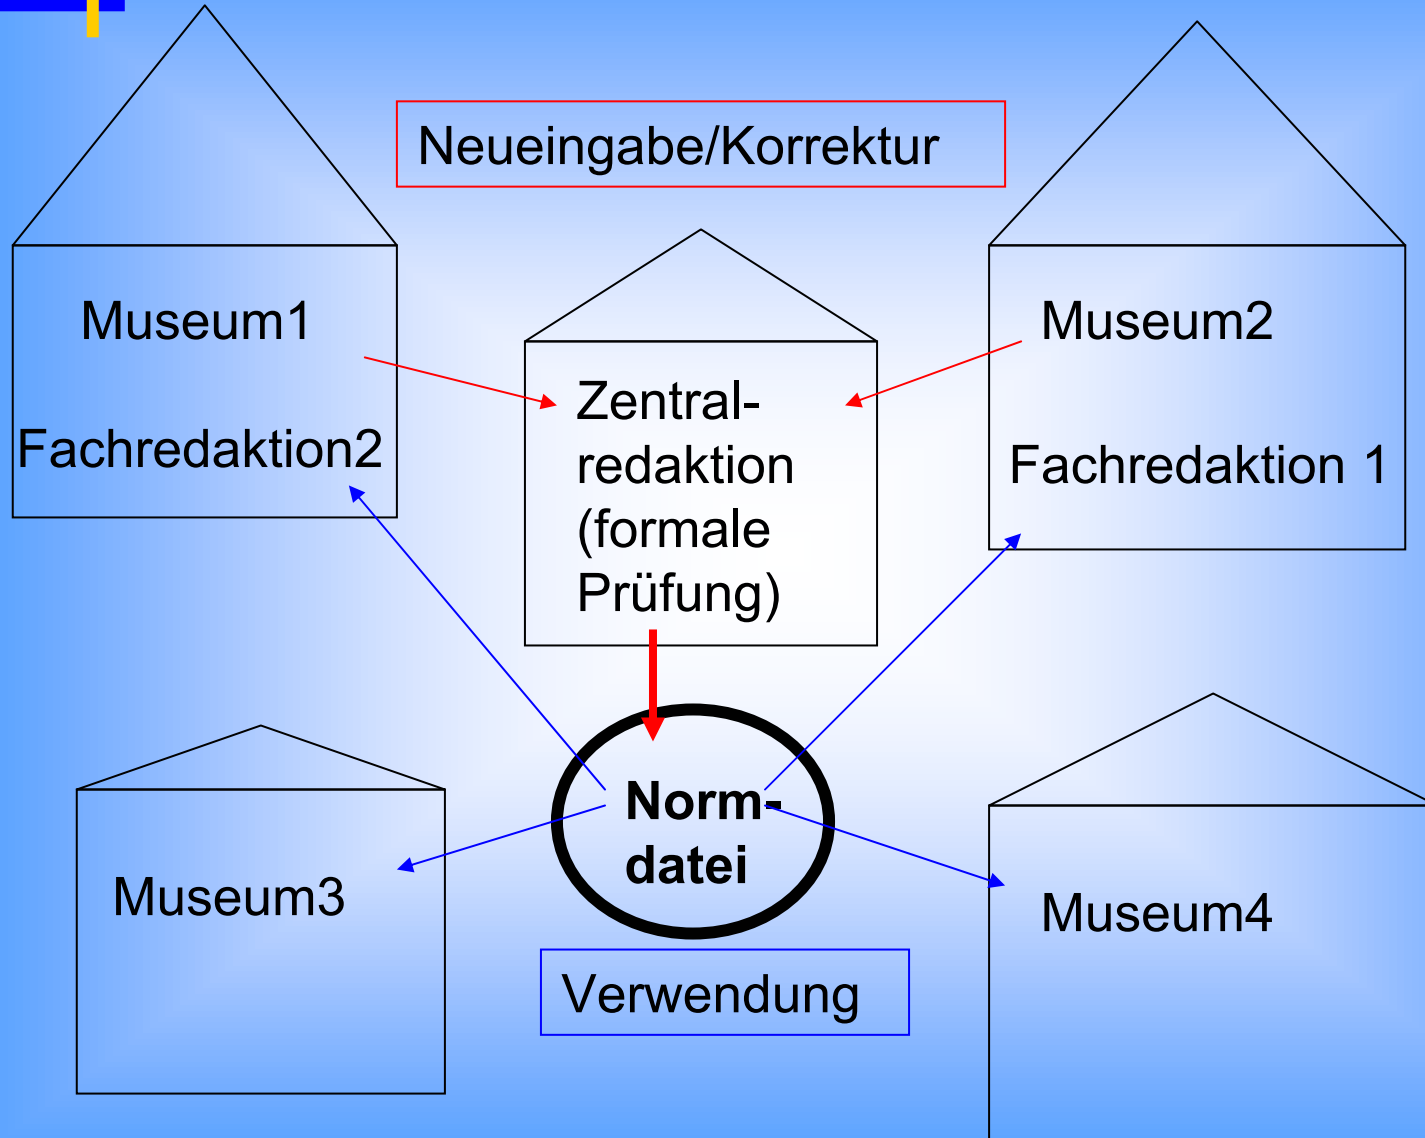 Neueingabe/Korrektur
Museum1
Fachredaktion2
Zentral-
redaktion
(formale
Prüfung)
Museum2
Fachredaktion 1
Norm-
datei
Museum3
Museum4
Verwendung